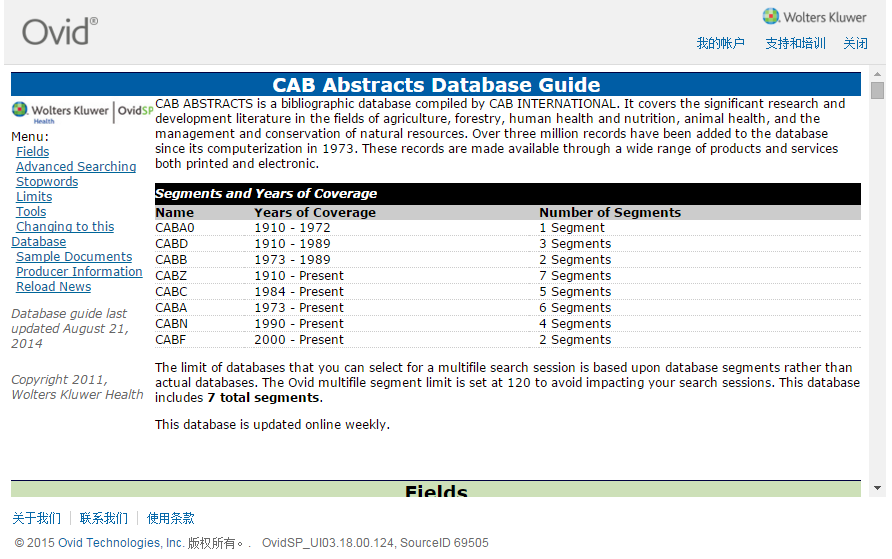 Ovid®
Wolters Kluwer
我的帐户 支持和培训 关闭
CAB Abstracts Database Guide
Wolters Kluwer Health OvidSP
Menu:
Fields
Advanced Searching
Stopwords
Limits
Tools
Changing to this
Database
Sample Documents
Producer Information
Reload News
Database guide last
updated August 21,
2014
Copyright 2011,
Wolters Kluwer Health
CAB ABSTRACTS is a bibliographic database compiled by CAB INTERNATIONAL. It covers the significant research and
development literature in the fields of agriculture, forestry, human health and nutrition, animal health, and the
management and conservation of natural resources. Over three million records have been added to the database
since its computerization in 1973. These records are made available through a wide range of products and services
both printed and electronic.
Segments and Years of Coverage
Name Years of Coverage Number of Segments
CABA0 1910 - 1972 1 Segment
CABD 1910 - 1989 3 Segments
CABB 1973 - 1989 2 Segments
CABZ 1910 - Present 7 Segments
CABC 1984 - Present 5 Segments
CABA 1973 - Present 6 Segments
CABN 1990 - Present 4 Segments
CABF 2000 - Present 2 Segments
The limit of databases that you can select for a multifile search session is based upon database segments rather than
actual databases. The Ovid multifile segment limit is set at 120 to avoid impacting your search sessions. This database
includes 7 total segments.
This database is updated online weekly.
Fields
关于我们 联系我们 使用条款
© 2015 Ovid Technologies, Inc. 版权所有。. OvidSP_UI03.18.00.124, SourceID 69505